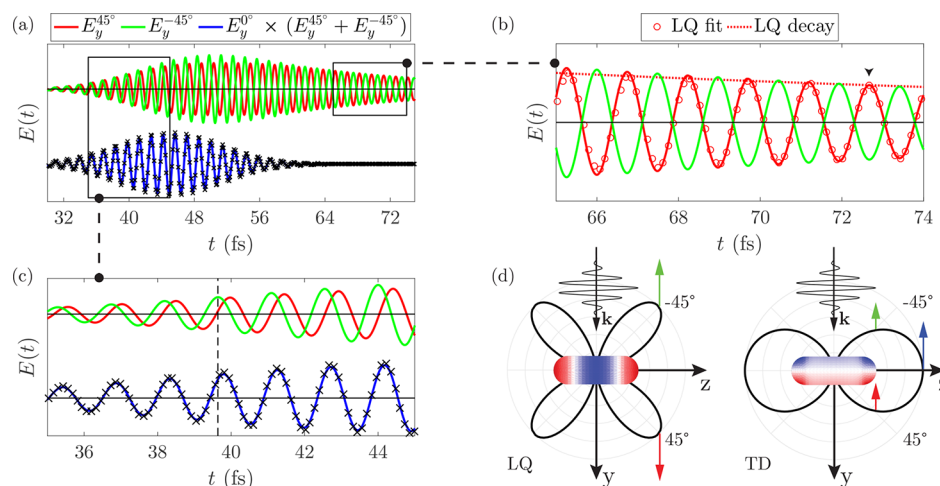 (a) E_y^{45°} E_y^{-45°} E_y^{0°} × (E_y^{45°} + E_y^{-45°})
E(t)
30 32 40 48 56 64 72
t (fs)
(b) LQ fit LQ decay
E(t)
66 68 70 72 74
t (fs)
(c)
E(t)
36 38 40 42 44
t (fs)
(d)
k
-45°
z
45°
y
LQ
k
-45°
z
45°
y
TD